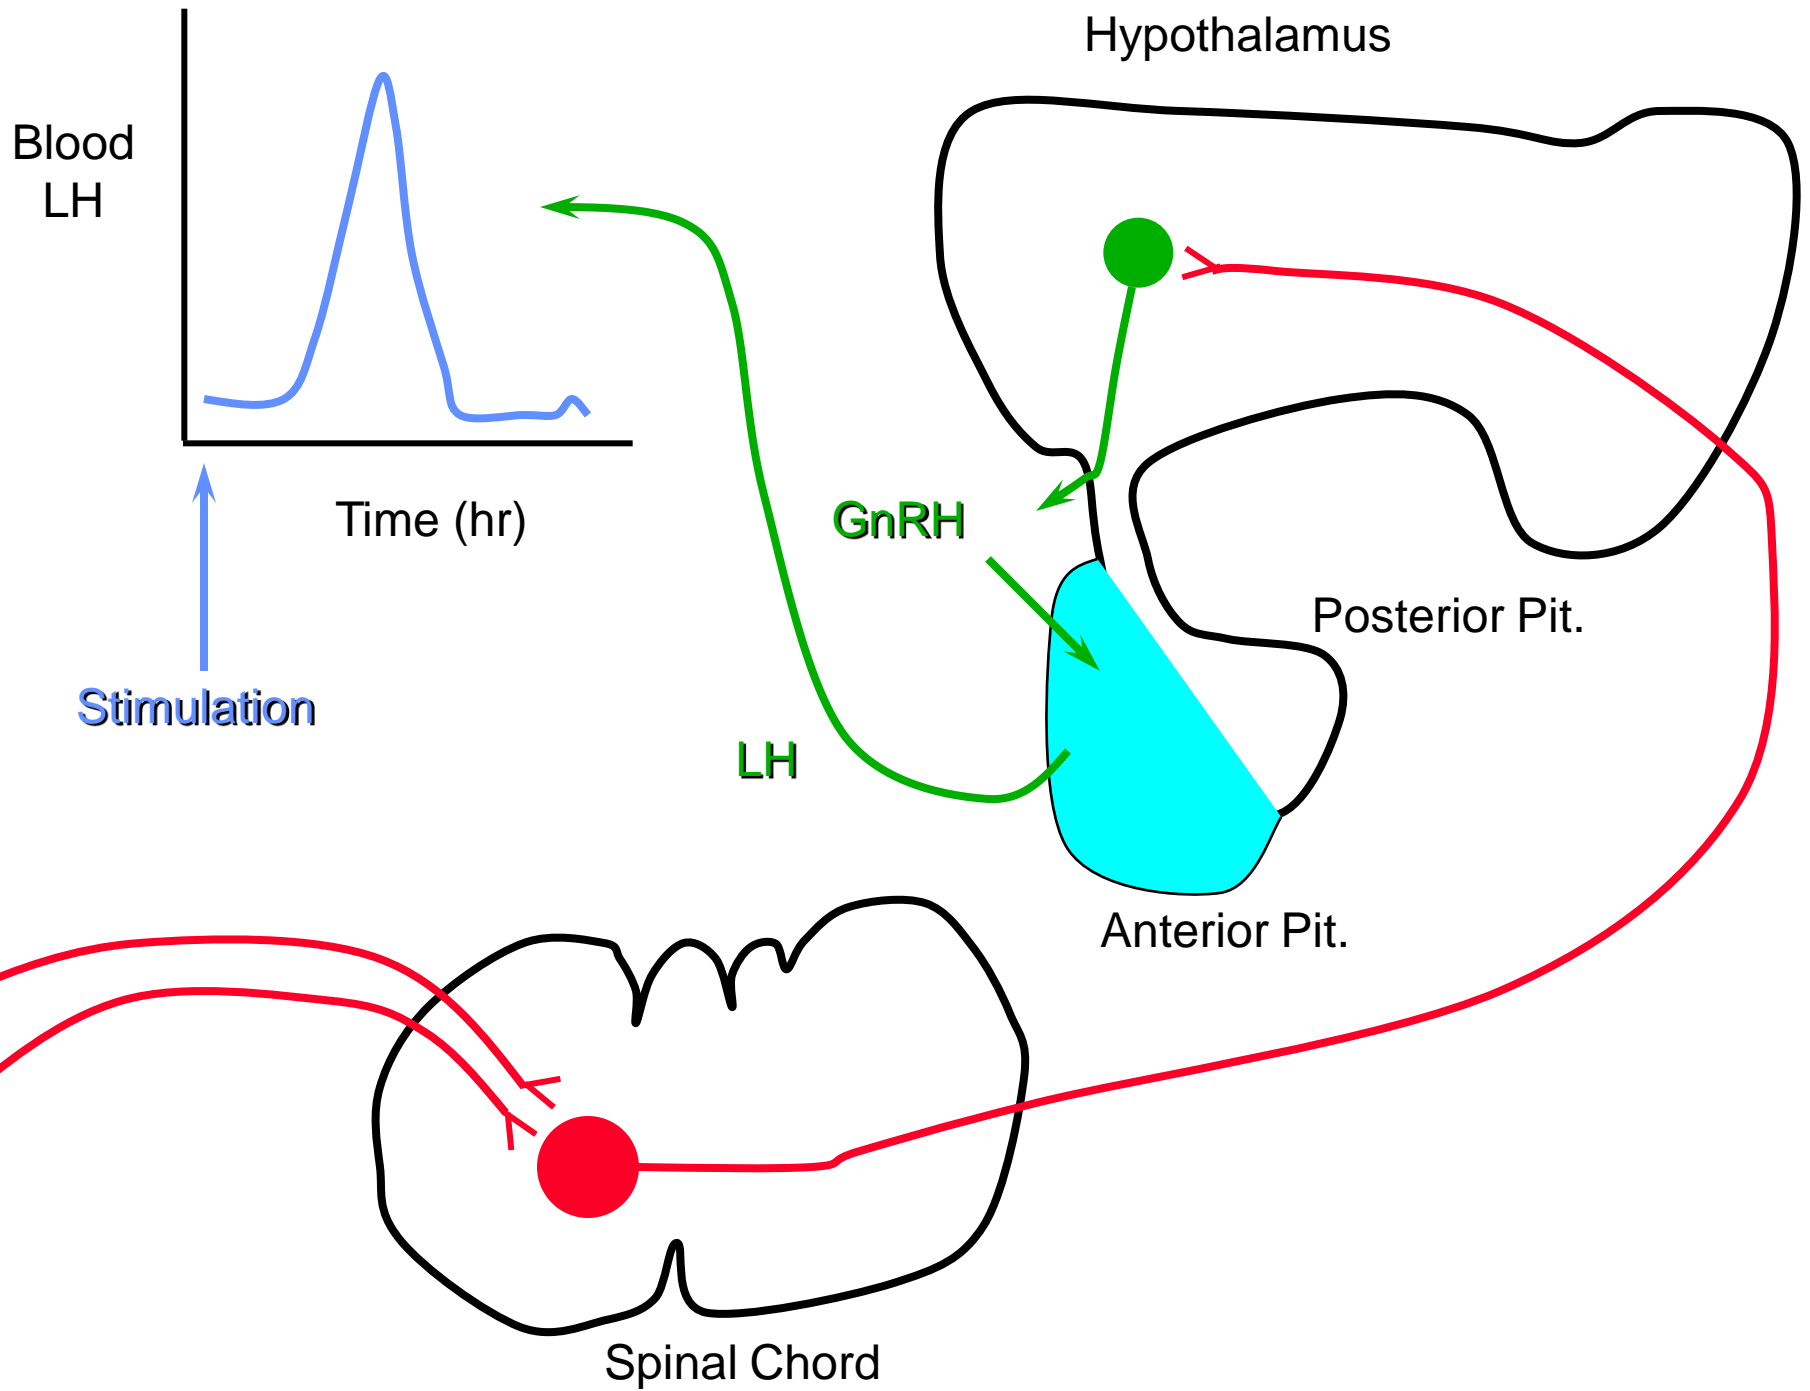 Hypothalamus
Blood
LH
Time (hr)
GnRH
Posterior Pit.
Stimulation
LH
Anterior Pit.
Spinal Chord